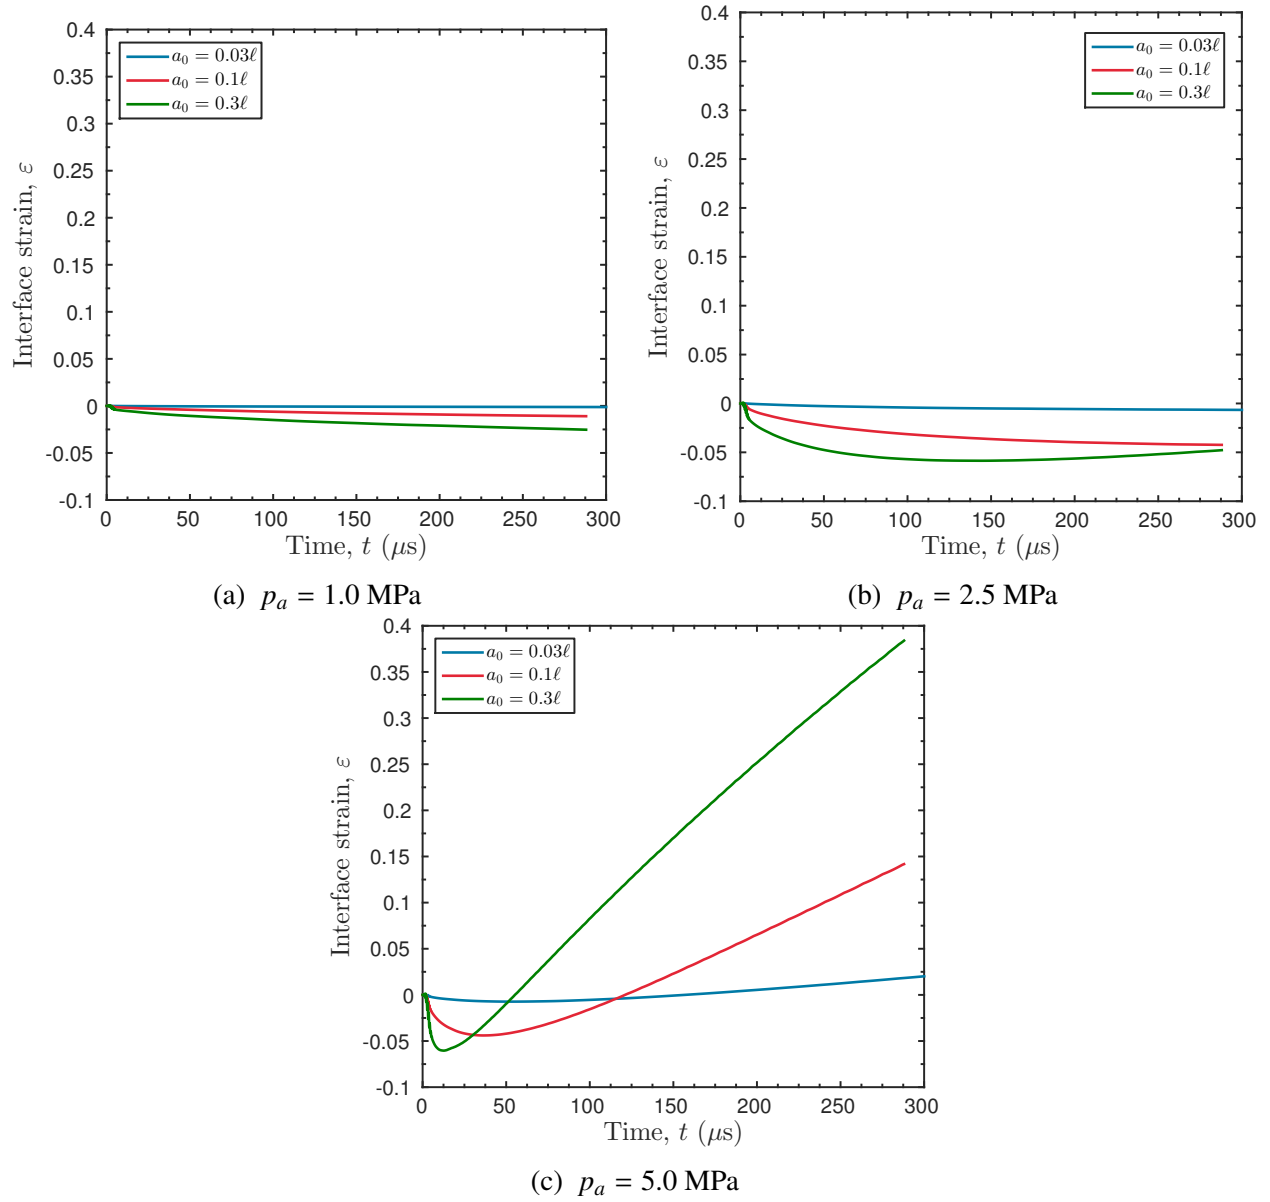 0.4
0.35
0.3
0.25
0.2
0.15
0.1
0.05
0
-0.05
-0.1
Interface strain, ε
a₀ = 0.03ℓ
a₀ = 0.1ℓ
a₀ = 0.3ℓ
0 50 100 150 200 250 300
Time, t (μs)
(a) pₐ = 1.0 MPa
0.4
0.35
0.3
0.25
0.2
0.15
0.1
0.05
0
-0.05
-0.1
Interface strain, ε
a₀ = 0.03ℓ
a₀ = 0.1ℓ
a₀ = 0.3ℓ
0 50 100 150 200 250 300
Time, t (μs)
(b) pₐ = 2.5 MPa
0.4
0.35
0.3
0.25
0.2
0.15
0.1
0.05
0
-0.05
-0.1
Interface strain, ε
a₀ = 0.03ℓ
a₀ = 0.1ℓ
a₀ = 0.3ℓ
0 50 100 150 200 250 300
Time, t (μs)
(c) pₐ = 5.0 MPa